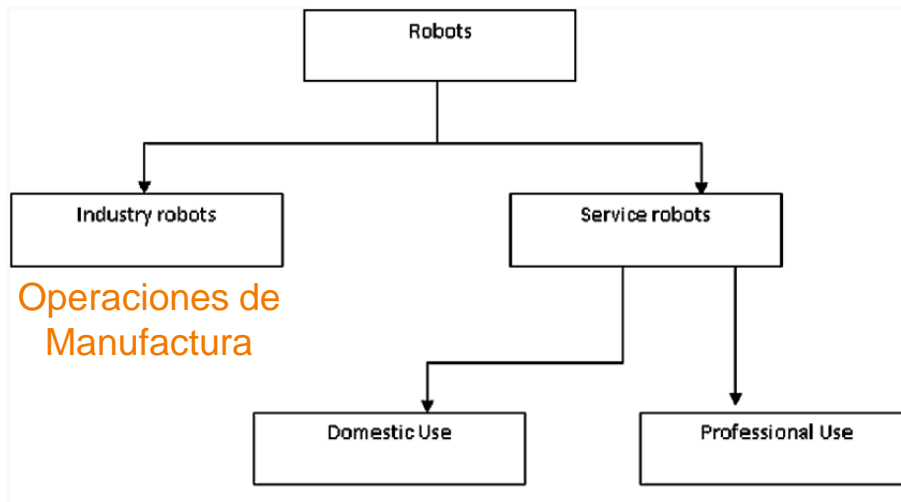 Robots
Industry robots
Service robots
Operaciones de
Manufactura
Domestic Use
Professional Use